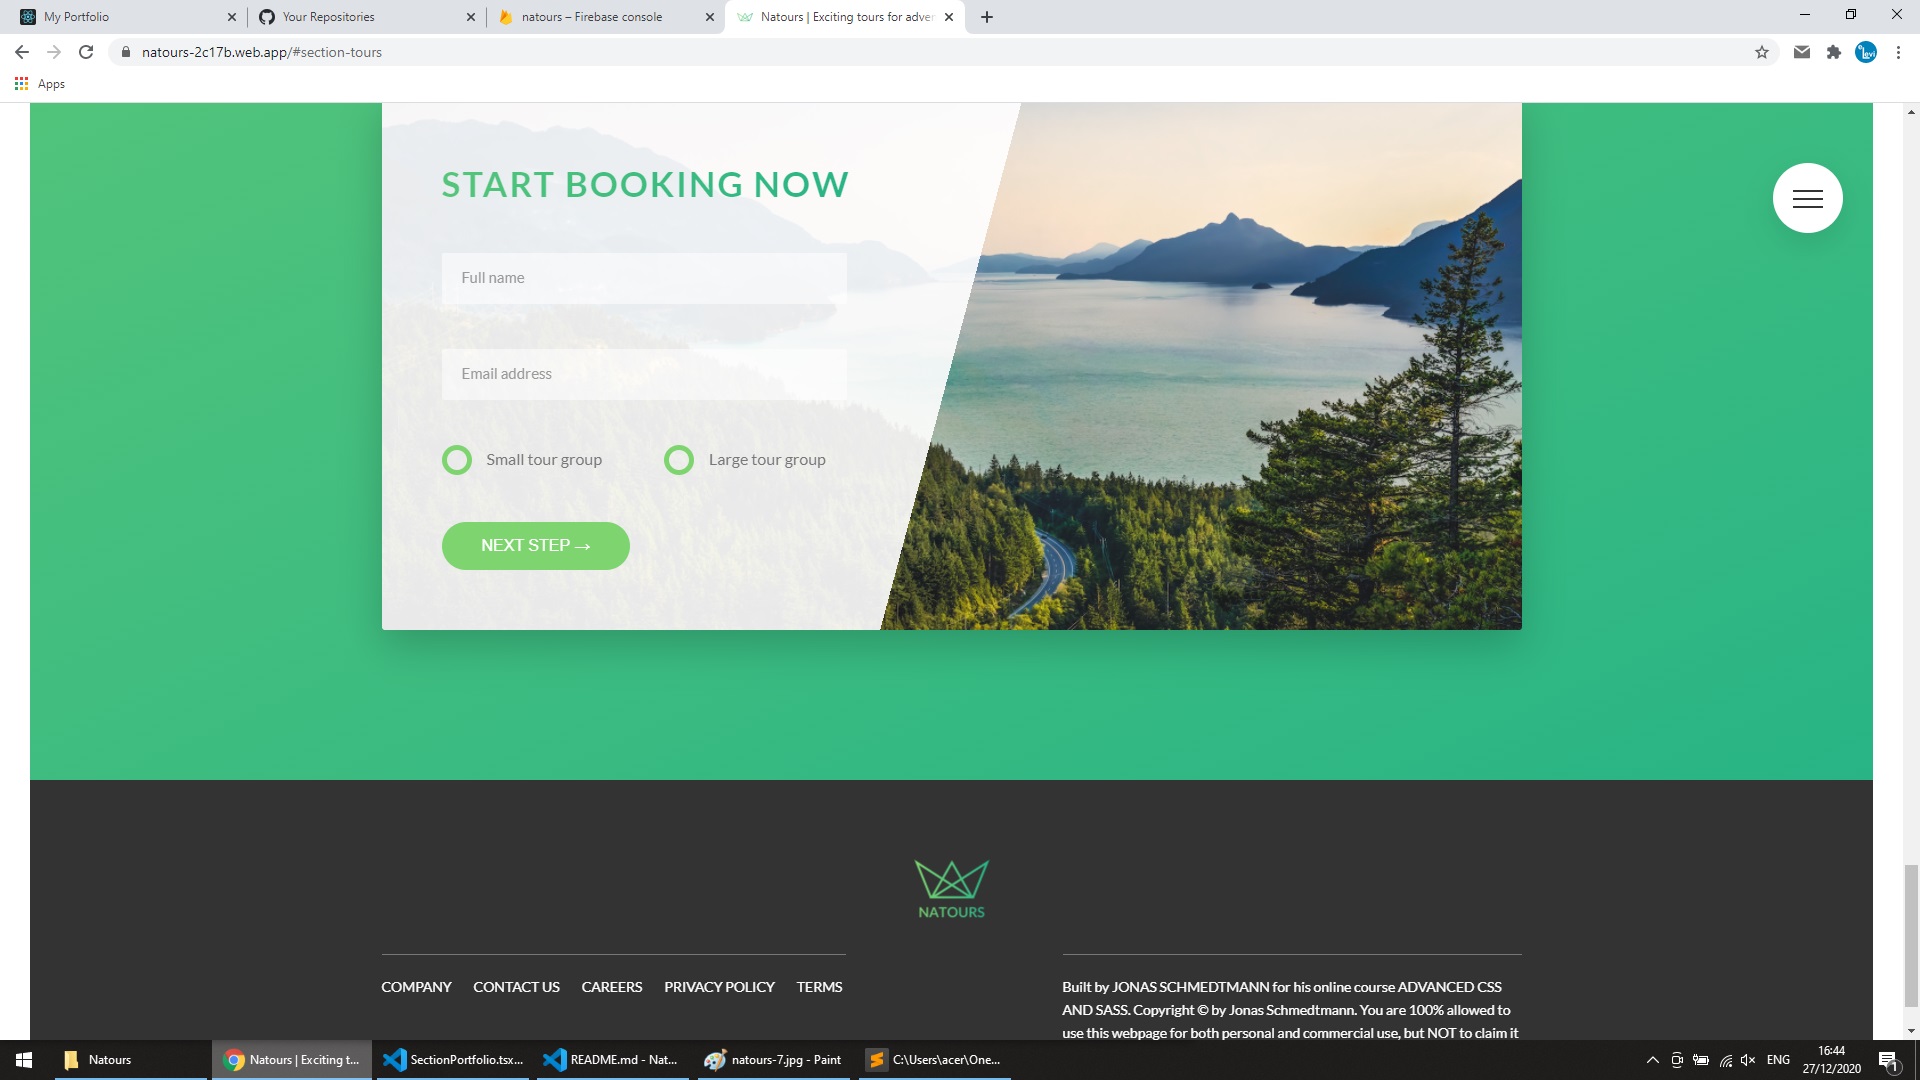 My Portfolio
Your Repositories
natours – Firebase console
Natours | Exciting tours for adver
natours-2c17b.web.app/#section-tours
Apps
START BOOKING NOW
Full name
Email address
Small tour group
Large tour group
NEXT STEP →
NATOURS
COMPANY CONTACT US CAREERS PRIVACY POLICY TERMS
Built by JONAS SCHMEDTMANN for his online course ADVANCED CSS
AND SASS. Copyright © by Jonas Schmedtmann. You are 100% allowed to
use this webpage for both personal and commercial use, but NOT to claim it
Natours
Natours | Exciting t...
SectionPortfolio.tsx...
README.md - Nat...
natours-7.jpg - Paint
C:\Users\acer\One...
ENG
16:44
27/12/2020
1